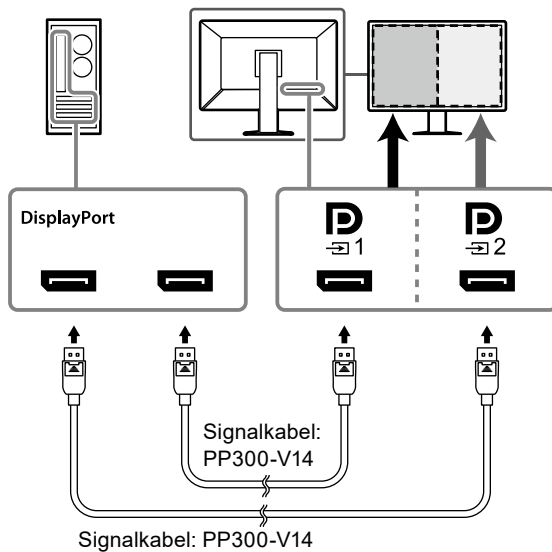 DisplayPort
1
2
Signalkabel:
PP300-V14
Signalkabel: PP300-V14